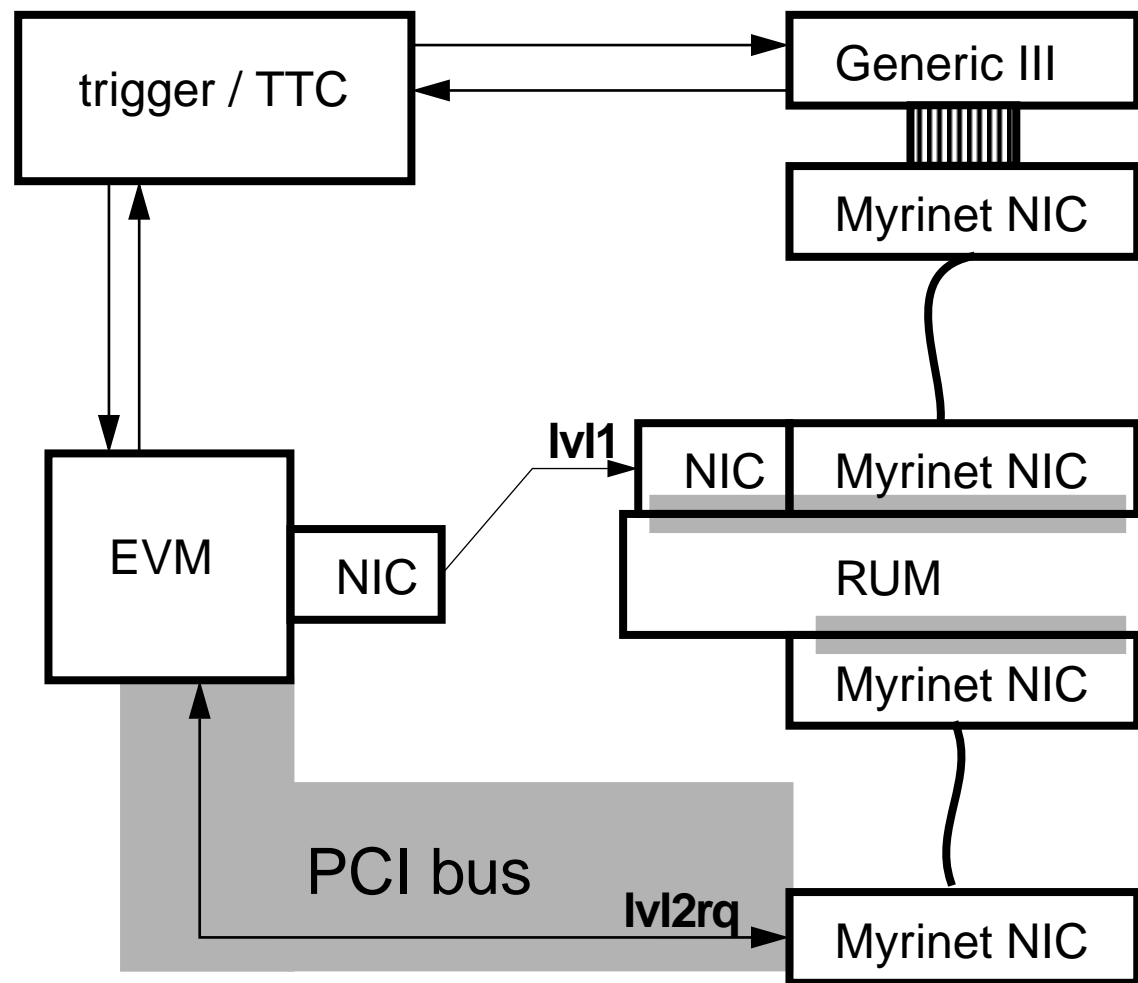 trigger / TTC
Generic III
Myrinet NIC
lvl1
NIC
Myrinet NIC
EVM
NIC
RUM
Myrinet NIC
PCI bus
lvl2rq
Myrinet NIC